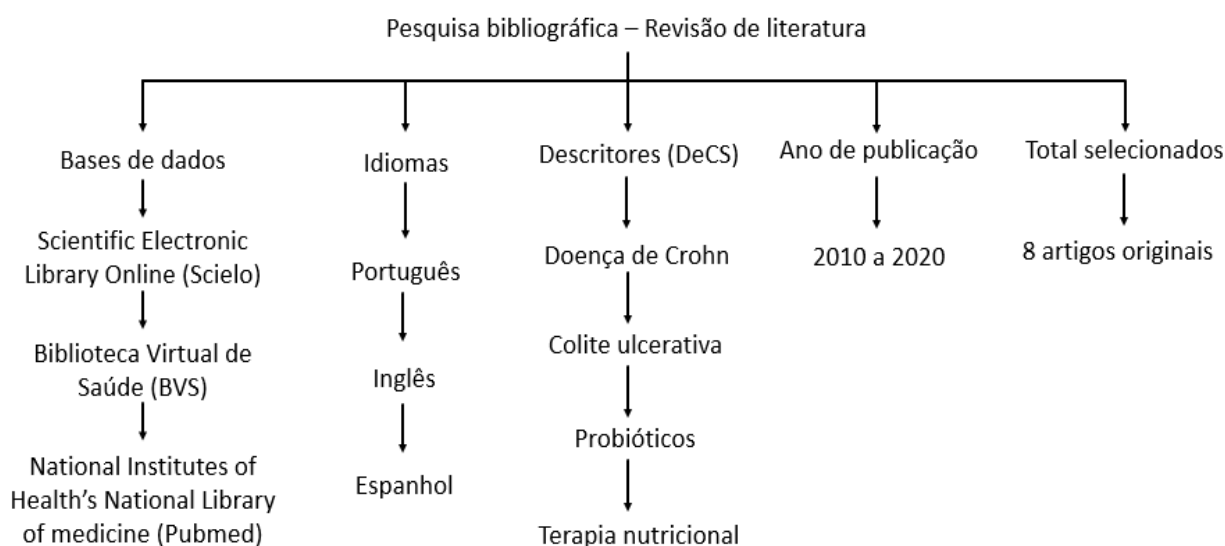 Pesquisa bibliográfica – Revisão de literatura
Bases de dados
Scientific Electronic
Library Online (Scielo)
Biblioteca Virtual de
Saúde (BVS)
National Institutes of
Health’s National Library
of medicine (Pubmed)
Idiomas
Português
Inglês
Espanhol
Descritores (DeCS)
Doença de Crohn
Colite ulcerativa
Probióticos
Terapia nutricional
Ano de publicação
2010 a 2020
Total selecionados
8 artigos originais